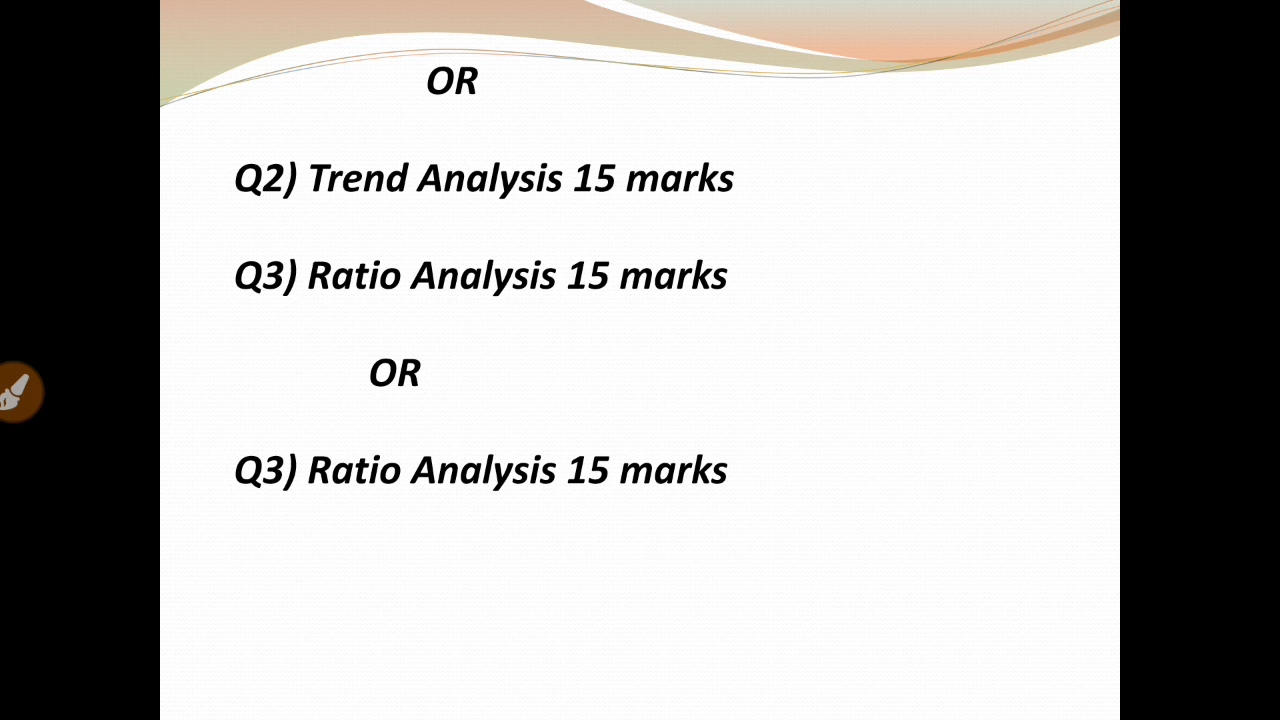 OR
Q2) Trend Analysis 15 marks
Q3) Ratio Analysis 15 marks
OR
Q3) Ratio Analysis 15 marks